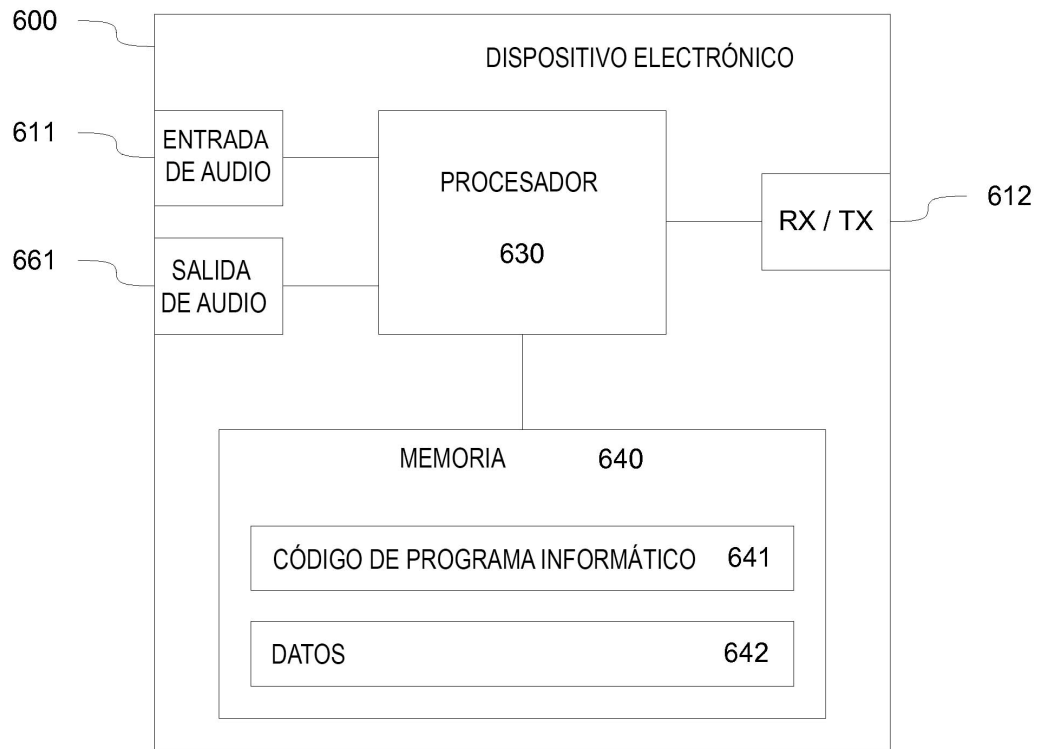 600
DISPOSITIVO ELECTRÓNICO
611
ENTRADA
DE AUDIO
PROCESADOR
630
RX / TX
612
661
SALIDA
DE AUDIO
MEMORIA 640
CÓDIGO DE PROGRAMA INFORMÁTICO 641
DATOS 642